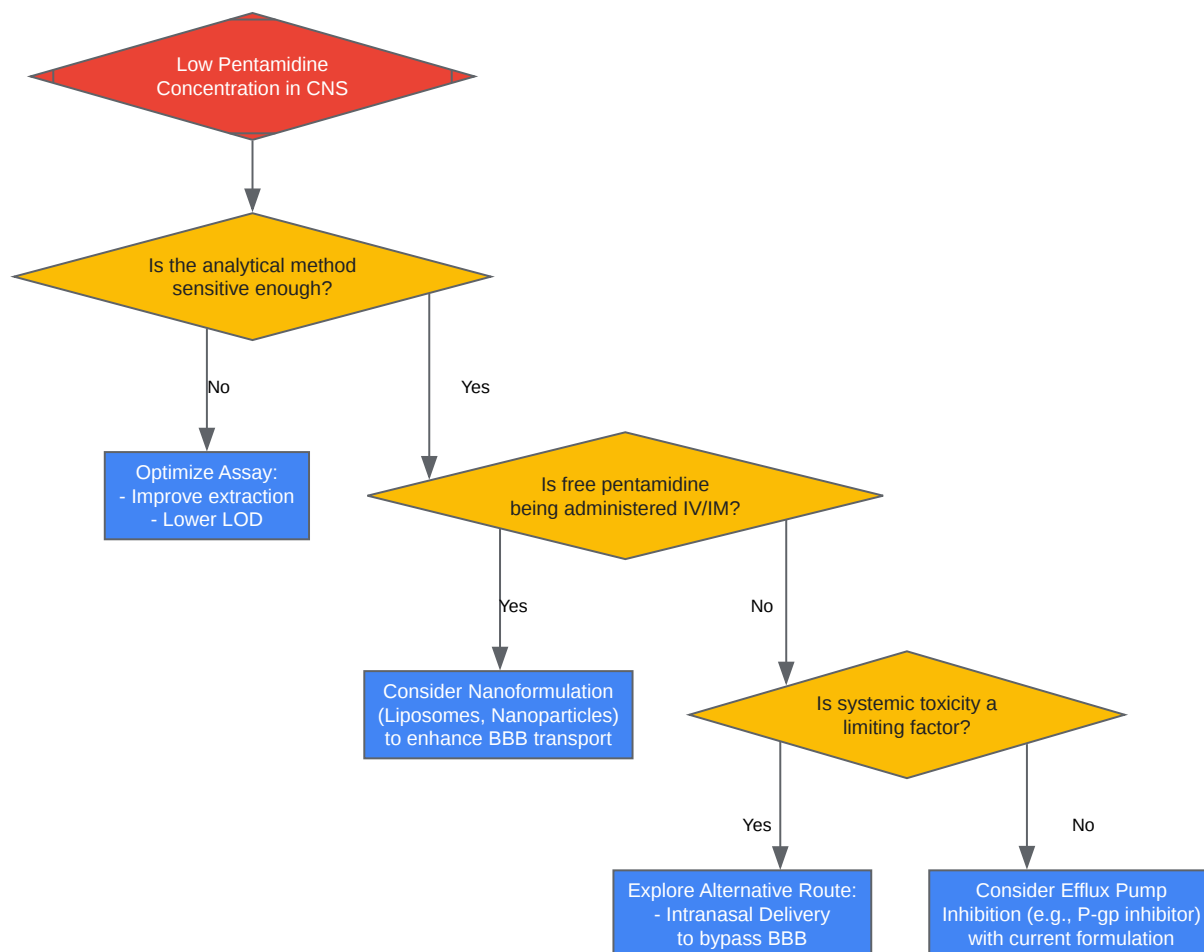 Low Pentamidine
Concentration in CNS
Is the analytical method
sensitive enough?
No
Yes
Optimize Assay:
- Improve extraction
- Lower LOD
Is free pentamidine
being administered IV/IM?
Yes
No
Consider Nanoformulation
(Liposomes, Nanoparticles)
to enhance BBB transport
Is systemic toxicity a
limiting factor?
Yes
No
Explore Alternative Route:
- Intranasal Delivery
to bypass BBB
Consider Efflux Pump
Inhibition (e.g., P-gp inhibitor)
with current formulation